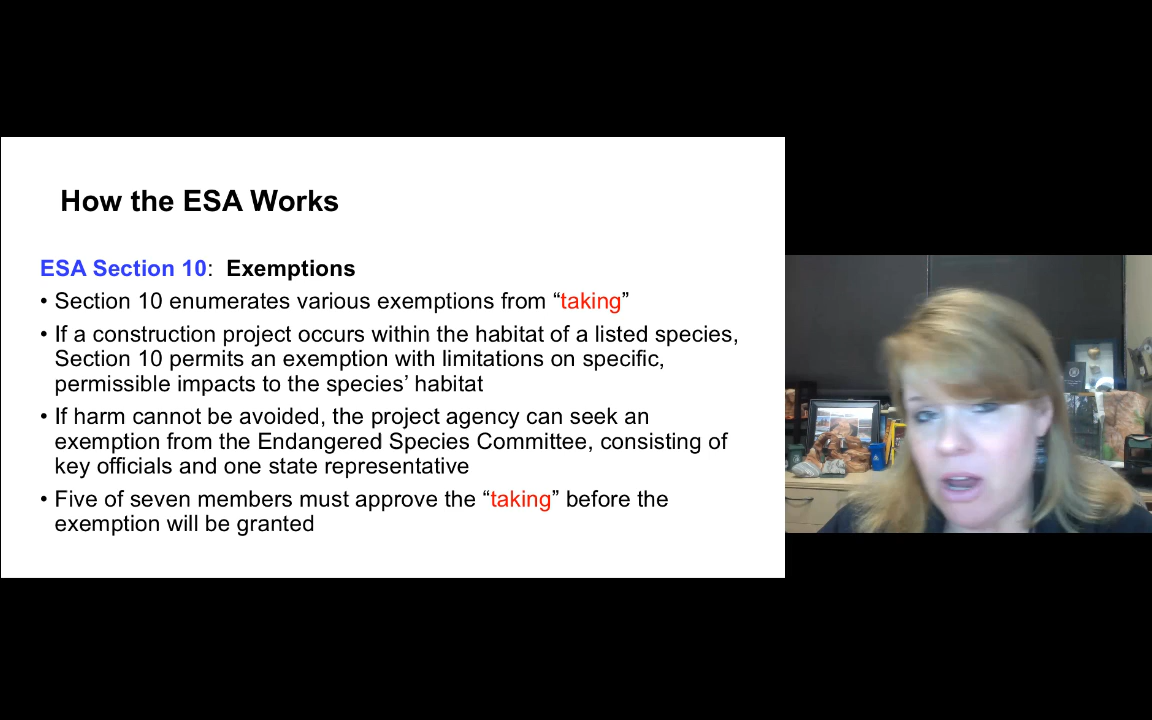 How the ESA Works
ESA Section 10:  Exemptions
• Section 10 enumerates various exemptions from “taking”
• If a construction project occurs within the habitat of a listed species,
Section 10 permits an exemption with limitations on specific,
permissible impacts to the species’ habitat
• If harm cannot be avoided, the project agency can seek an
exemption from the Endangered Species Committee, consisting of
key officials and one state representative
• Five of seven members must approve the “taking” before the
exemption will be granted